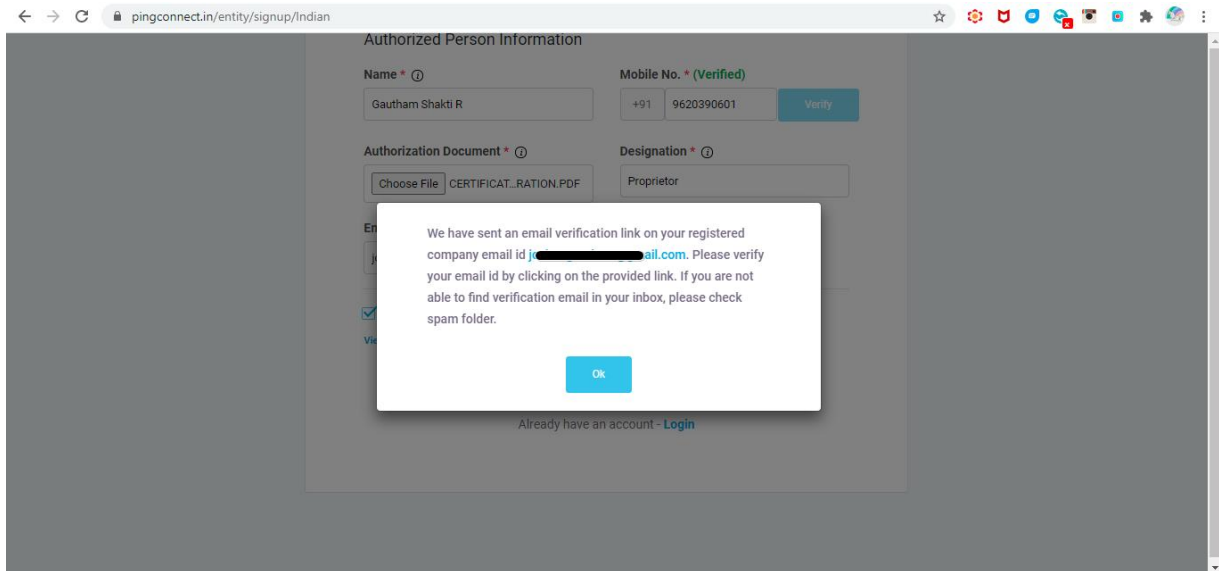 pingconnect.in/entity/signup/Indian
Authorized Person Information
Name *
Mobile No. * (Verified)
Gautham Shakti R
+91 9620390601 Verify
Authorization Document *
Designation *
Choose File CERTIFICAT...RATION.PDF
Proprietor
We have sent an email verification link on your registered
company email id ail.com. Please verify
your email id by clicking on the provided link. If you are not
able to find verification email in your inbox, please check
spam folder.
Ok
Already have an account - Login